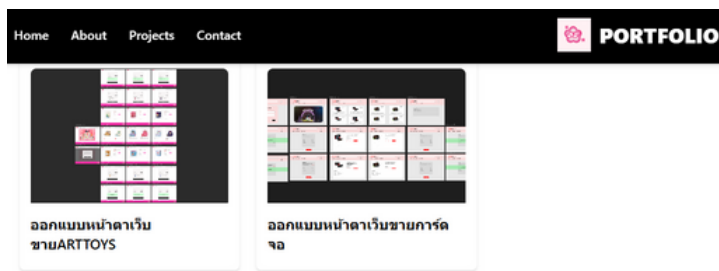 Home About Projects Contact PORTFOLIO
ออกแบบหน้าตาเว็บ
ขายARTTOYS
ออกแบบหน้าตาเว็บขายการ์ด
จอ